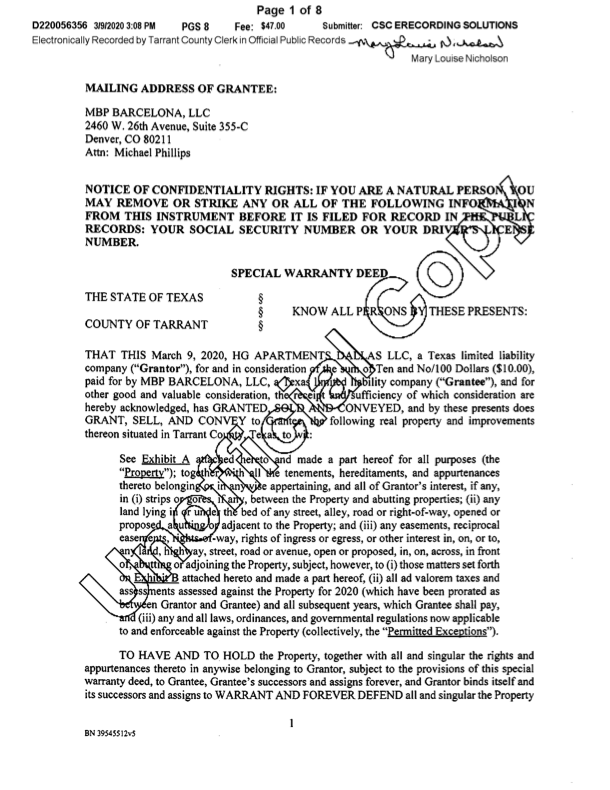 Page 1 of 8
D220056356 3/9/2020 3:08 PM PGS 8 Fee: $47.00 Submitter: CSC ERECORDING SOLUTIONS
Electronically Recorded by Tarrant County Clerk in Official Public Records Mary Louise Nicholson
Mary Louise Nicholson
MAILING ADDRESS OF GRANTEE:
MBP BARCELONA, LLC
2460 W. 26th Avenue, Suite 355-C
Denver, CO 80211
Attn: Michael Phillips
NOTICE OF CONFIDENTIALITY RIGHTS: IF YOU ARE A NATURAL PERSON, YOU
MAY REMOVE OR STRIKE ANY OR ALL OF THE FOLLOWING INFORMATION
FROM THIS INSTRUMENT BEFORE IT IS FILED FOR RECORD IN THE PUBLIC
RECORDS: YOUR SOCIAL SECURITY NUMBER OR YOUR DRIVER'S LICENSE
NUMBER.
SPECIAL WARRANTY DEED
THE STATE OF TEXAS §
§ KNOW ALL PERSONS BY THESE PRESENTS:
COUNTY OF TARRANT §
THAT THIS March 9, 2020, HG APARTMENTS DALLAS LLC, a Texas limited liability
company ("Grantor"), for and in consideration of the sum of Ten and No/100 Dollars ($10.00),
paid for by MBP BARCELONA, LLC, a Texas limited liability company ("Grantee"), and for
other good and valuable consideration, the receipt and sufficiency of which consideration are
hereby acknowledged, has GRANTED, SOLD AND CONVEYED, and by these presents does
GRANT, SELL, AND CONVEY to Grantee, the following real property and improvements
thereon situated in Tarrant County, Texas, to wit:
See Exhibit A attached hereto and made a part hereof for all purposes (the
"Property"); together with all the tenements, hereditaments, and appurtenances
thereto belonging or in anywise appertaining, and all of Grantor's interest, if any,
in (i) strips or gores, if any, between the Property and abutting properties; (ii) any
land lying in or under the bed of any street, alley, road or right-of-way, opened or
proposed, abutting or adjacent to the Property; and (iii) any easements, reciprocal
easements, rights-of-way, rights of ingress or egress, or other interest in, on, or to,
any land, highway, street, road or avenue, open or proposed, in, on, across, in front
of, abutting or adjoining the Property, subject, however, to (i) those matters set forth
on Exhibit B attached hereto and made a part hereof, (ii) all ad valorem taxes and
assessments assessed against the Property for 2020 (which have been prorated as
between Grantor and Grantee) and all subsequent years, which Grantee shall pay,
and (iii) any and all laws, ordinances, and governmental regulations now applicable
to and enforceable against the Property (collectively, the "Permitted Exceptions").
TO HAVE AND TO HOLD the Property, together with all and singular the rights and
appurtenances thereto in anywise belonging to Grantor, subject to the provisions of this special
warranty deed, to Grantee, Grantee's successors and assigns forever, and Grantor binds itself and
its successors and assigns to WARRANT AND FOREVER DEFEND all and singular the Property
1
BN 39545512v5
Unofficial Copy